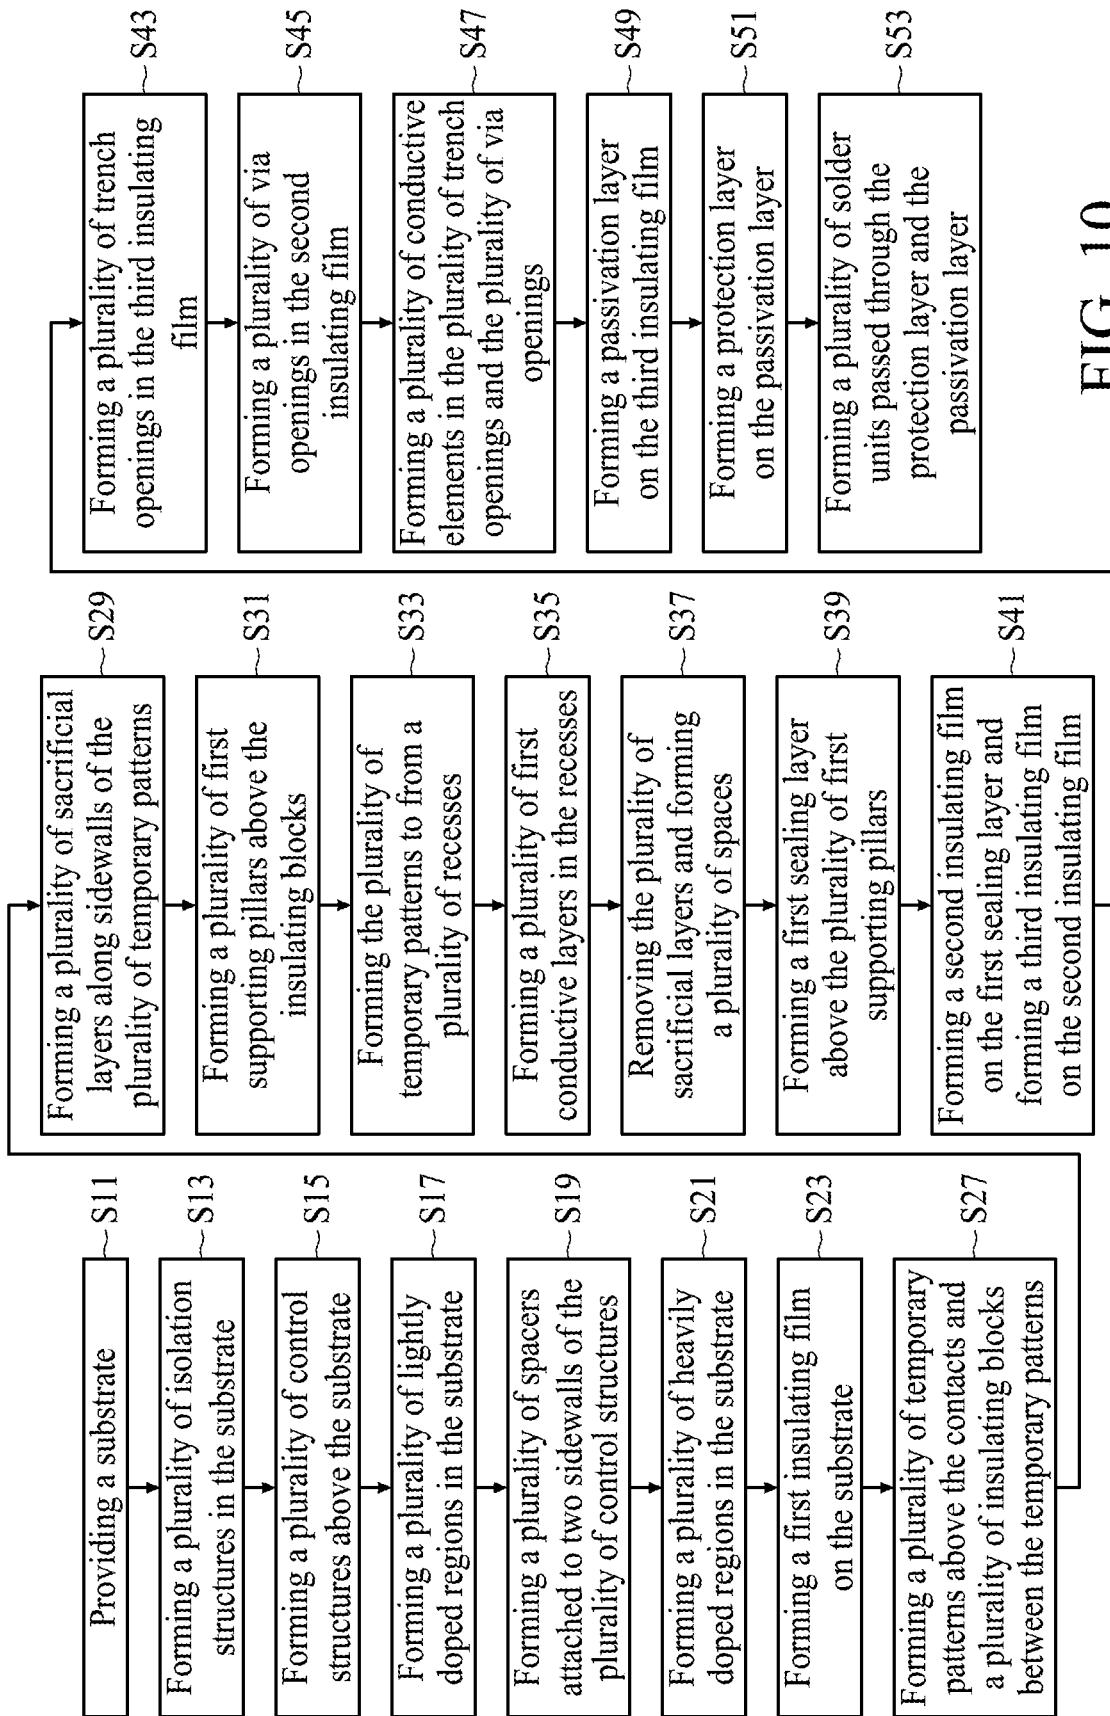 Providing a substrate
S11
Forming a plurality of isolation
structures in the substrate
S13
Forming a plurality of control
structures above the substrate
S15
Forming a plurality of lightly
doped regions in the substrate
S17
Forming a plurality of spacers
attached to two sidewalls of the
plurality of control structures
S19
Forming a plurality of heavily
doped regions in the substrate
S21
Forming a first insulating film
on the substrate
S23
Forming a plurality of temporary
patterns above the contacts and
a plurality of insulating blocks
between the temporary patterns
S27
Forming a plurality of sacrificial
layers along sidewalls of the
plurality of temporary patterns
S29
Forming a plurality of first
supporting pillars above the
insulating blocks
S31
Forming the plurality of
temporary patterns to from a
plurality of recesses
S33
Forming a plurality of first
conductive layers in the recesses
S35
Removing the plurality of
sacrificial layers and forming
a plurality of spaces
S37
Forming a first sealing layer
above the plurality of first
supporting pillars
S39
Forming a second insulating film
on the first sealing layer and
forming a third insulating film
on the second insulating film
S41
Forming a plurality of trench
openings in the third insulating
film
S43
Forming a plurality of via
openings in the second
insulating film
S45
Forming a plurality of conductive
elements in the plurality of trench
openings and the plurality of via
openings
S47
Forming a passivation layer
on the third insulating film
S49
Forming a protection layer
on the passivation layer
S51
Forming a plurality of solder
units passed through the
protection layer and the
passivation layer
S53
FIG. 10